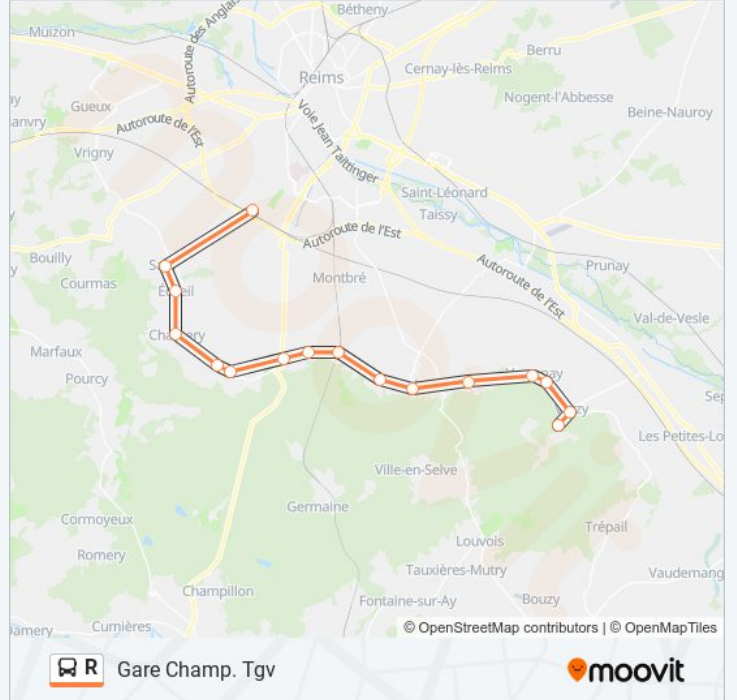 Bétheny
Muizon
Autoroute des Anglais
Berru
Reims
Cernay-lès-Reims
Nogent-l'Abbesse
Gueux
Beine-Nauroy
Autoroute de l'Est
Voie Jean Taittinger
Vrigny
Saint-Léonard
Taissy
Autoroute de l'Est
Bouilly
Montbré
Autoroute de l'Est
Prunay
Courmas
Val-de-Vesle
Marfaux
Pourcy
Les Petites-Lo
Ville-en-Selve
Germaine
Cormoyeux
Trépail
Louvois
Romery
Tauxières-Mutry
Vaudemang
Champillon
Fontaine-sur-Ay
Bouzy
Cumières
Damery
© OpenStreetMap contributors | © OpenMapTiles
R Gare Champ. Tgv
moovit